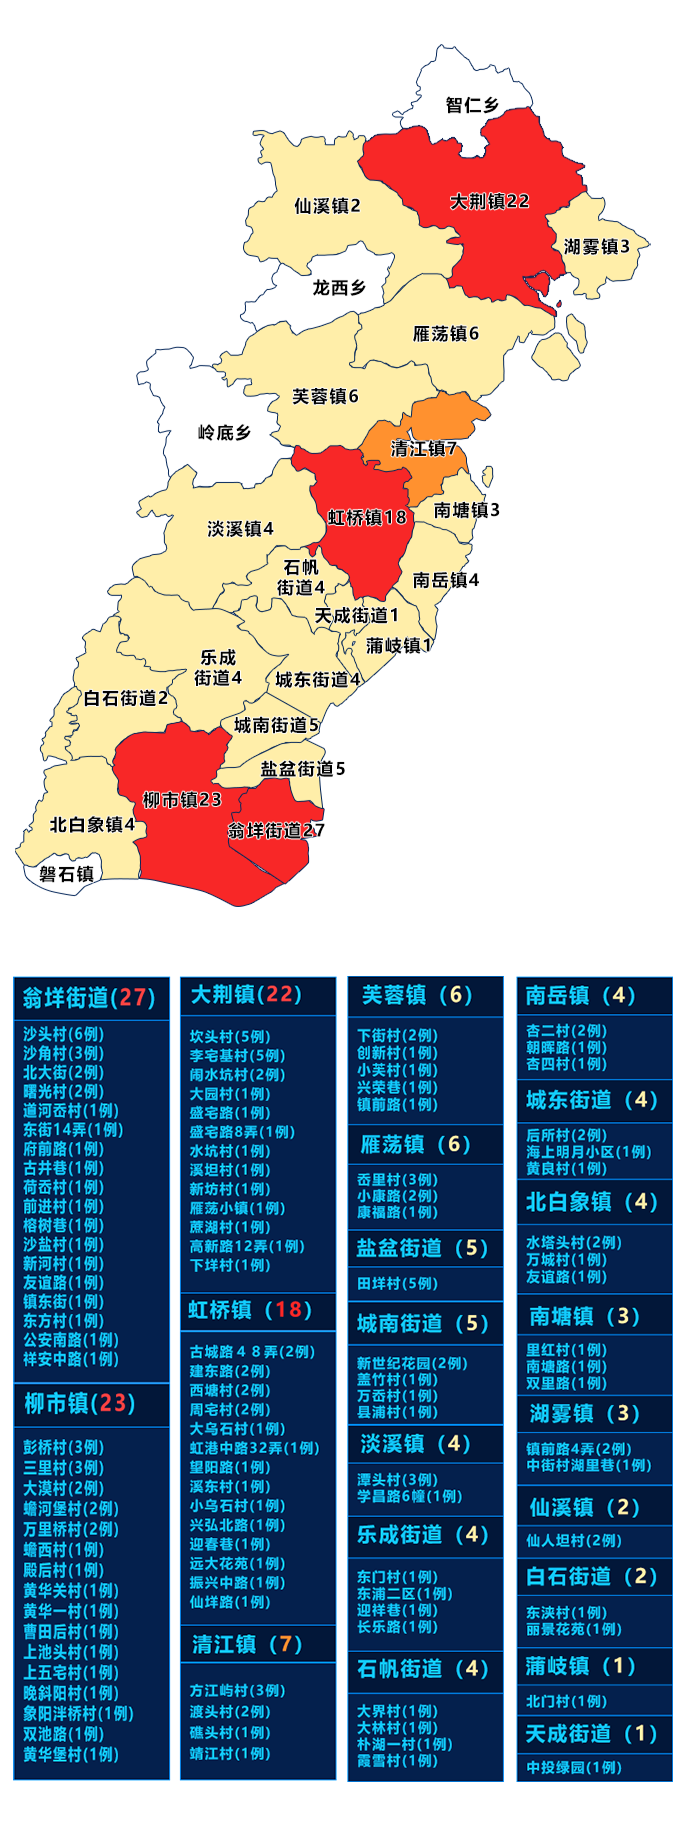 智仁乡
大荆镇22
仙溪镇2
湖雾镇3
龙西乡
雁荡镇6
芙蓉镇6
岭底乡
清江镇7
南塘镇3
虹桥镇18
淡溪镇4
石帆
街道4
南岳镇4
天成街道1
蒲岐镇1
乐成
街道4
城东街道4
白石街道2
城南街道5
盐盆街道5
柳市镇23
北白象镇4
翁垟街道27
磐石镇
翁垟街道(27)
沙头村(6例)
沙角村(3例)
北大街(2例)
曙光村(2例)
道河岙村(1例)
东街14弄(1例)
府前路(1例)
古井巷(1例)
荷岙村(1例)
前进村(1例)
榕树巷(1例)
沙盐村(1例)
新河村(1例)
友谊路(1例)
镇东街(1例)
东方村(1例)
公安南路(1例)
祥安中路(1例)
柳市镇(23)
彭桥村(3例)
三里村(3例)
大漠村(2例)
蟾河堡村(2例)
万里桥村(2例)
蟾西村(1例)
殿后村(1例)
黄华关村(1例)
黄华一村(1例)
曹田后村(1例)
上池头村(1例)
上五宅村(1例)
晚斜阳村(1例)
象阳泮桥村(1例)
双池路(1例)
黄华堡村(1例)
大荆镇(22)
坎头村(5例)
李宅基村(5例)
闹水坑村(2例)
大园村(1例)
盛宅路(1例)
盛宅路8弄(1例)
水坑村(1例)
溪坦村(1例)
新坊村(1例)
雁荡小镇(1例)
蔗湖村(1例)
高新路12弄(1例)
下垟村(1例)
虹桥镇（18）
古城路４８弄(2例)
建东路(2例)
西塘村(2例)
周宅村(2例)
大乌石村(1例)
虹港中路32弄(1例)
望阳路(1例)
溪东村(1例)
小乌石村(1例)
兴弘北路(1例)
迎春巷(1例)
远大花苑(1例)
振兴中路(1例)
仙垟路(1例)
清江镇（7）
方江屿村(3例)
渡头村(2例)
礁头村(1例)
靖江村(1例)
芙蓉镇（6）
下街村(2例)
创新村(1例)
小芙村(1例)
兴荣巷(1例)
镇前路(1例)
雁荡镇（6）
岙里村(3例)
小康路(2例)
康福路(1例)
盐盆街道（5）
田垟村(5例)
城南街道（5）
新世纪花园(2例)
盖竹村(1例)
万岙村(1例)
县浦村(1例)
淡溪镇（4）
潭头村(3例)
学昌路6幢(1例)
乐成街道（4）
东门村(1例)
东浦二区(1例)
迎祥巷(1例)
长乐路(1例)
石帆街道（4）
大界村(1例)
大林村(1例)
朴湖一村(1例)
霞雪村(1例)
南岳镇（4）
杏二村(2例)
朝晖路(1例)
杏四村(1例)
城东街道（4）
后所村(2例)
海上明月小区(1例)
黄良村(1例)
北白象镇（4）
水塔头村(2例)
万城村(1例)
友谊路(1例)
南塘镇（3）
里红村(1例)
南塘路(1例)
双里路(1例)
湖雾镇（3）
镇前路4弄(2例)
中街村湖里巷(1例)
仙溪镇（2）
仙人坦村(2例)
白石街道（2）
东浃村(1例)
丽景花苑(1例)
蒲岐镇（1）
北门村(1例)
天成街道（1）
中投绿园(1例)